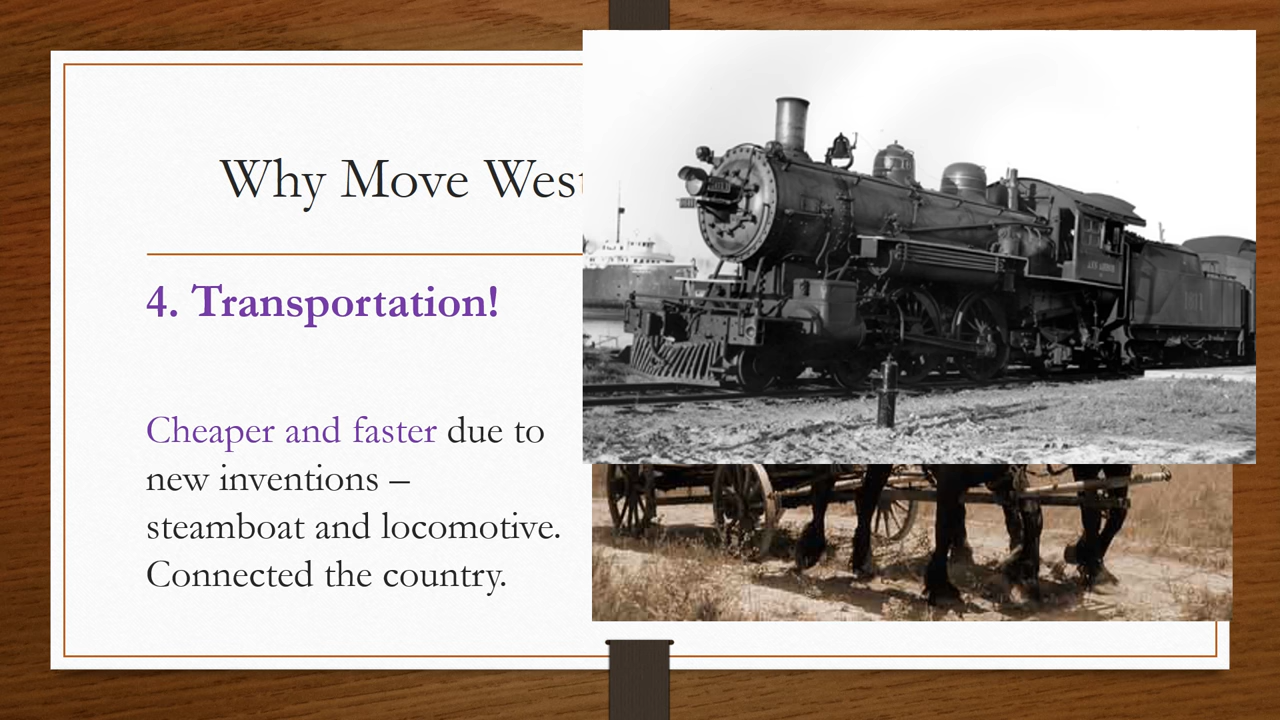 Why Move West
4. Transportation!
Cheaper and faster due to
new inventions –
steamboat and locomotive.
Connected the country.